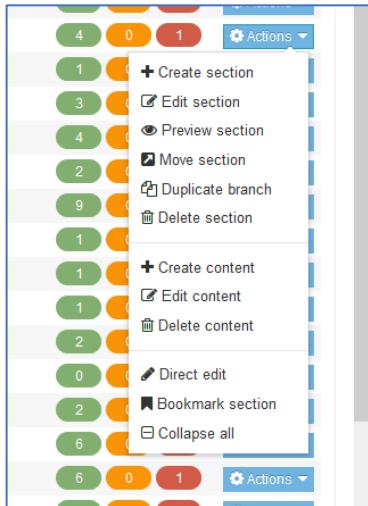 4 0 1 Actions
1
Create section
3
Edit section
4
Preview section
2
Move section
9
Duplicate branch
1
Delete section
1
Create content
1
Edit content
2
Delete content
0
Direct edit
2
Bookmark section
6
Collapse all
6 0 1 Actions